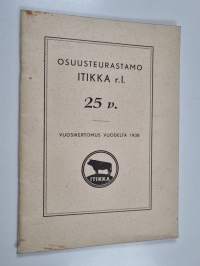 OSUUSTEURASTAMO
ITIKKA r.l.
25 v.
VUOSIKERTOMUS VUODELTA 1938
ITIKKA